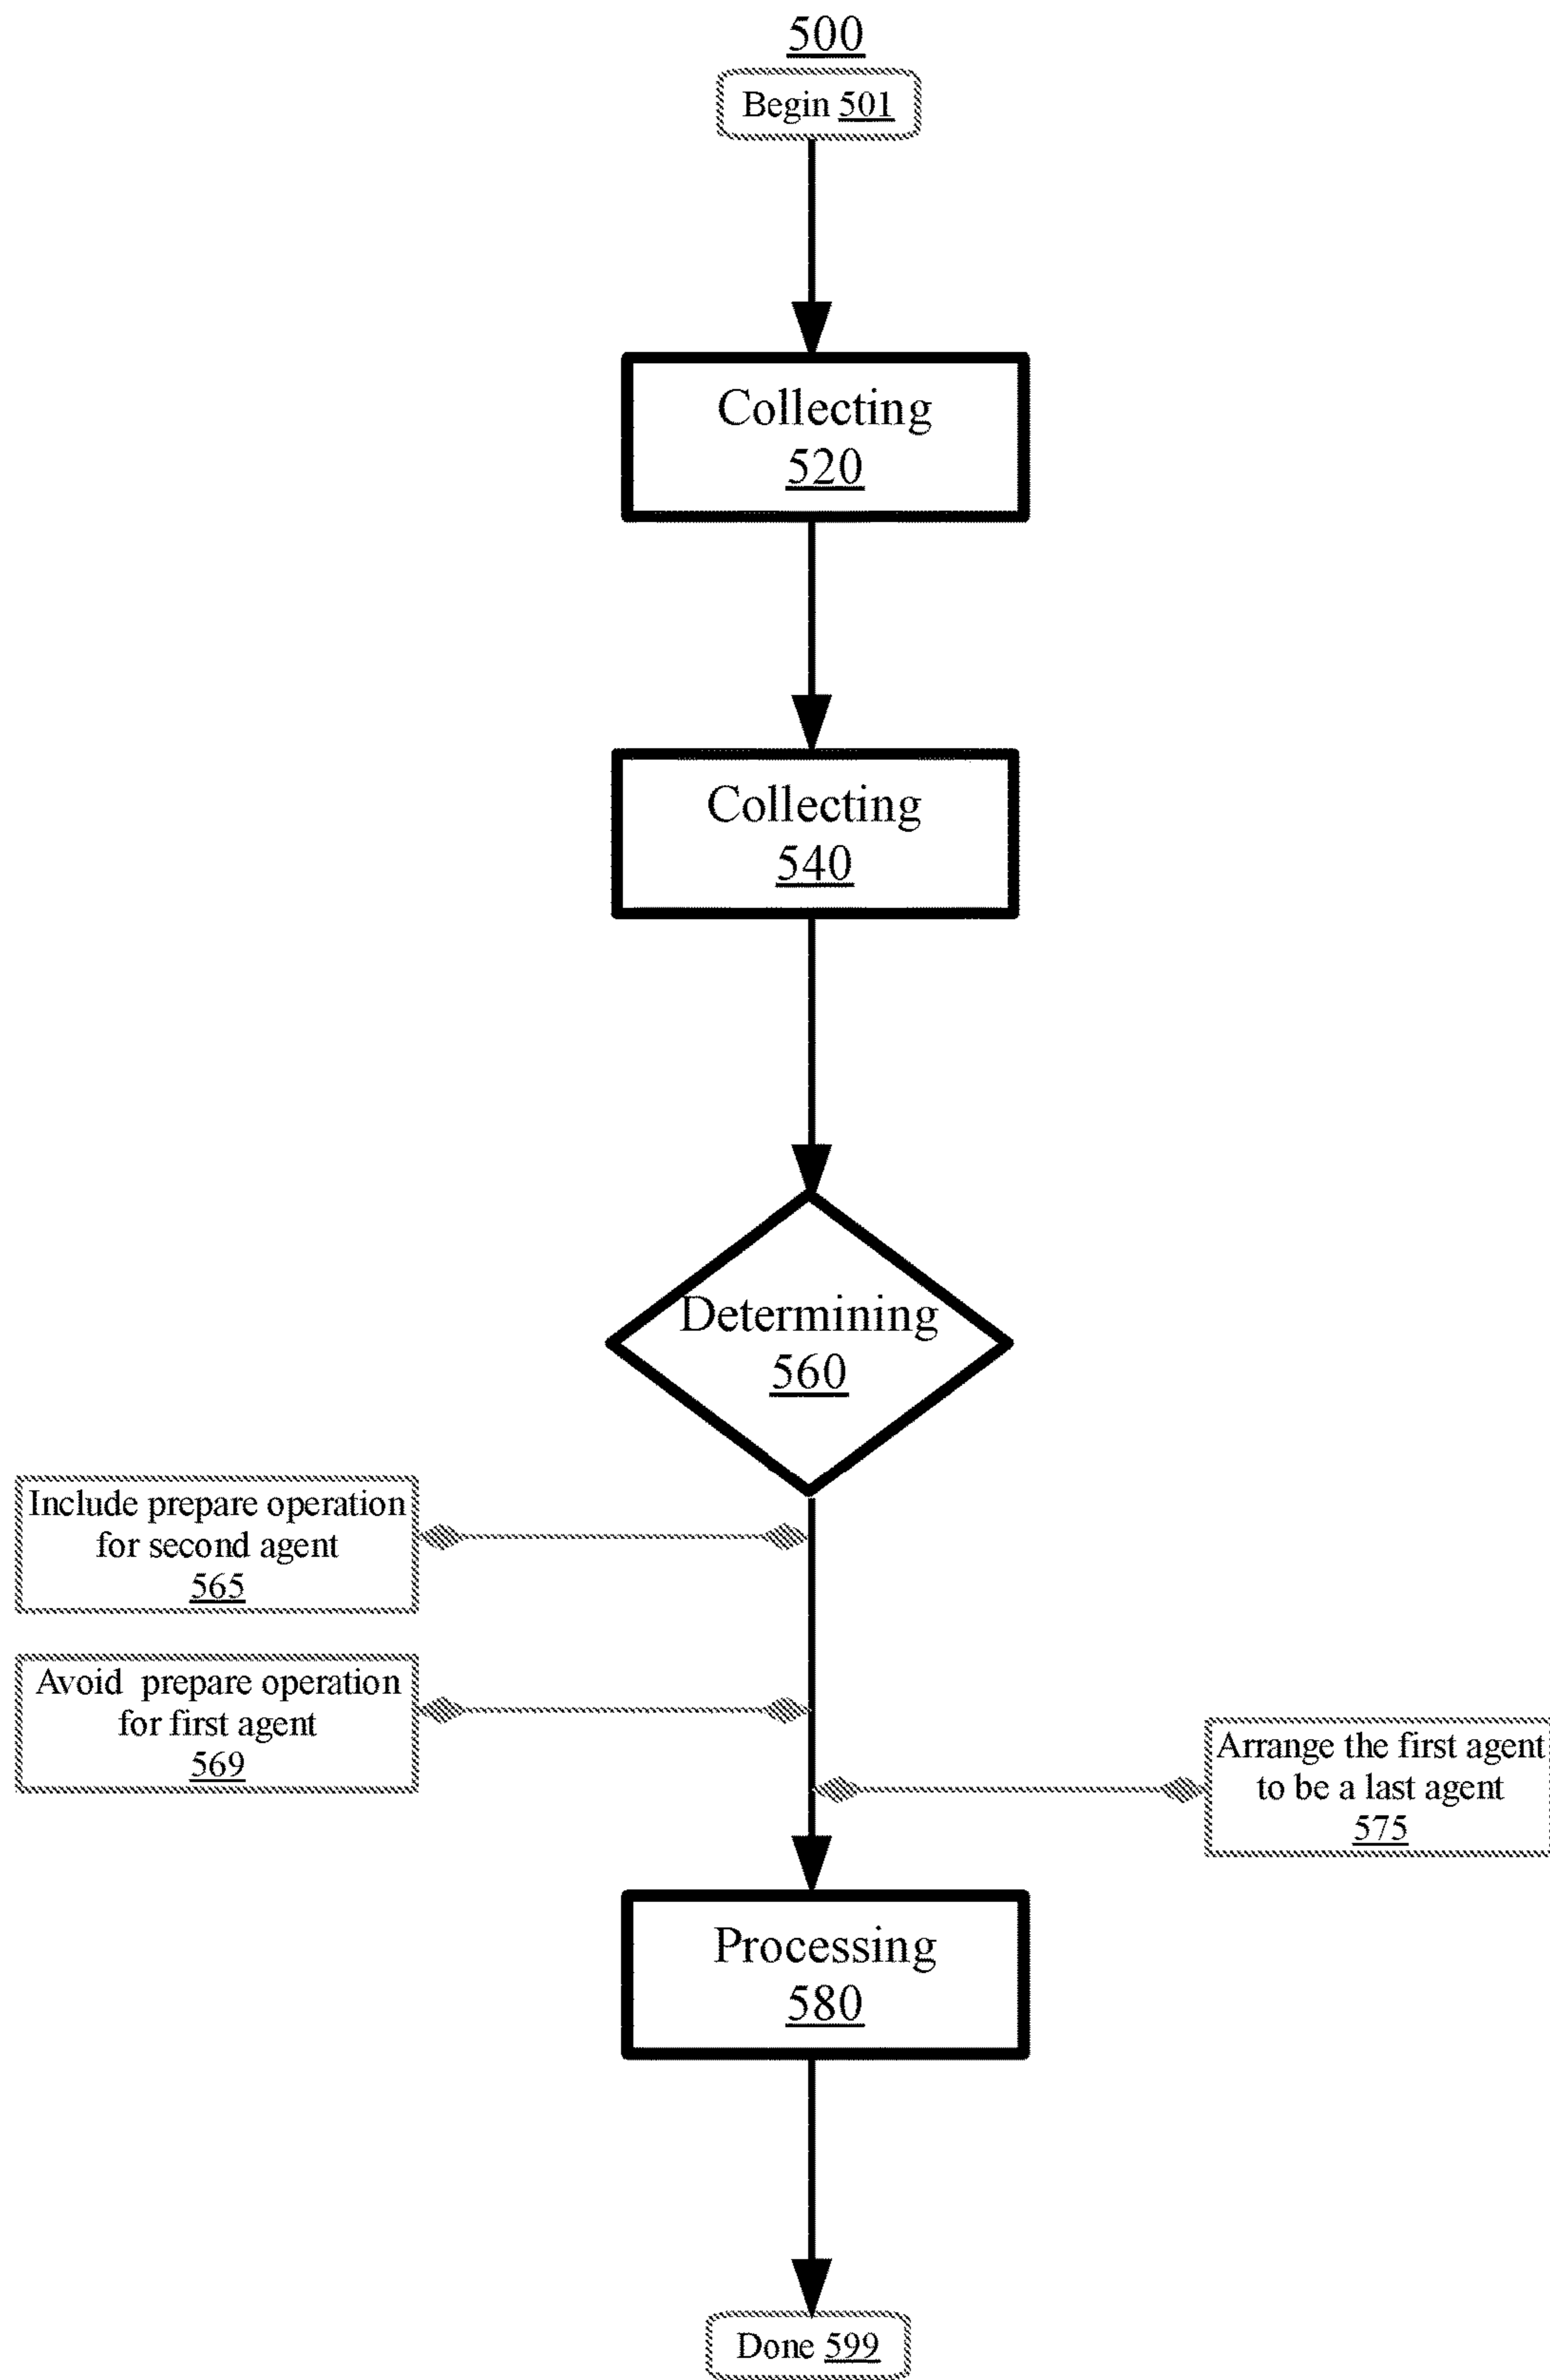 500
Begin 501
Collecting
520
Collecting
540
Determining
560
Include prepare operation
for second agent
565
Avoid prepare operation
for first agent
569
Arrange the first agent
to be a last agent
575
Processing
580
Done 599